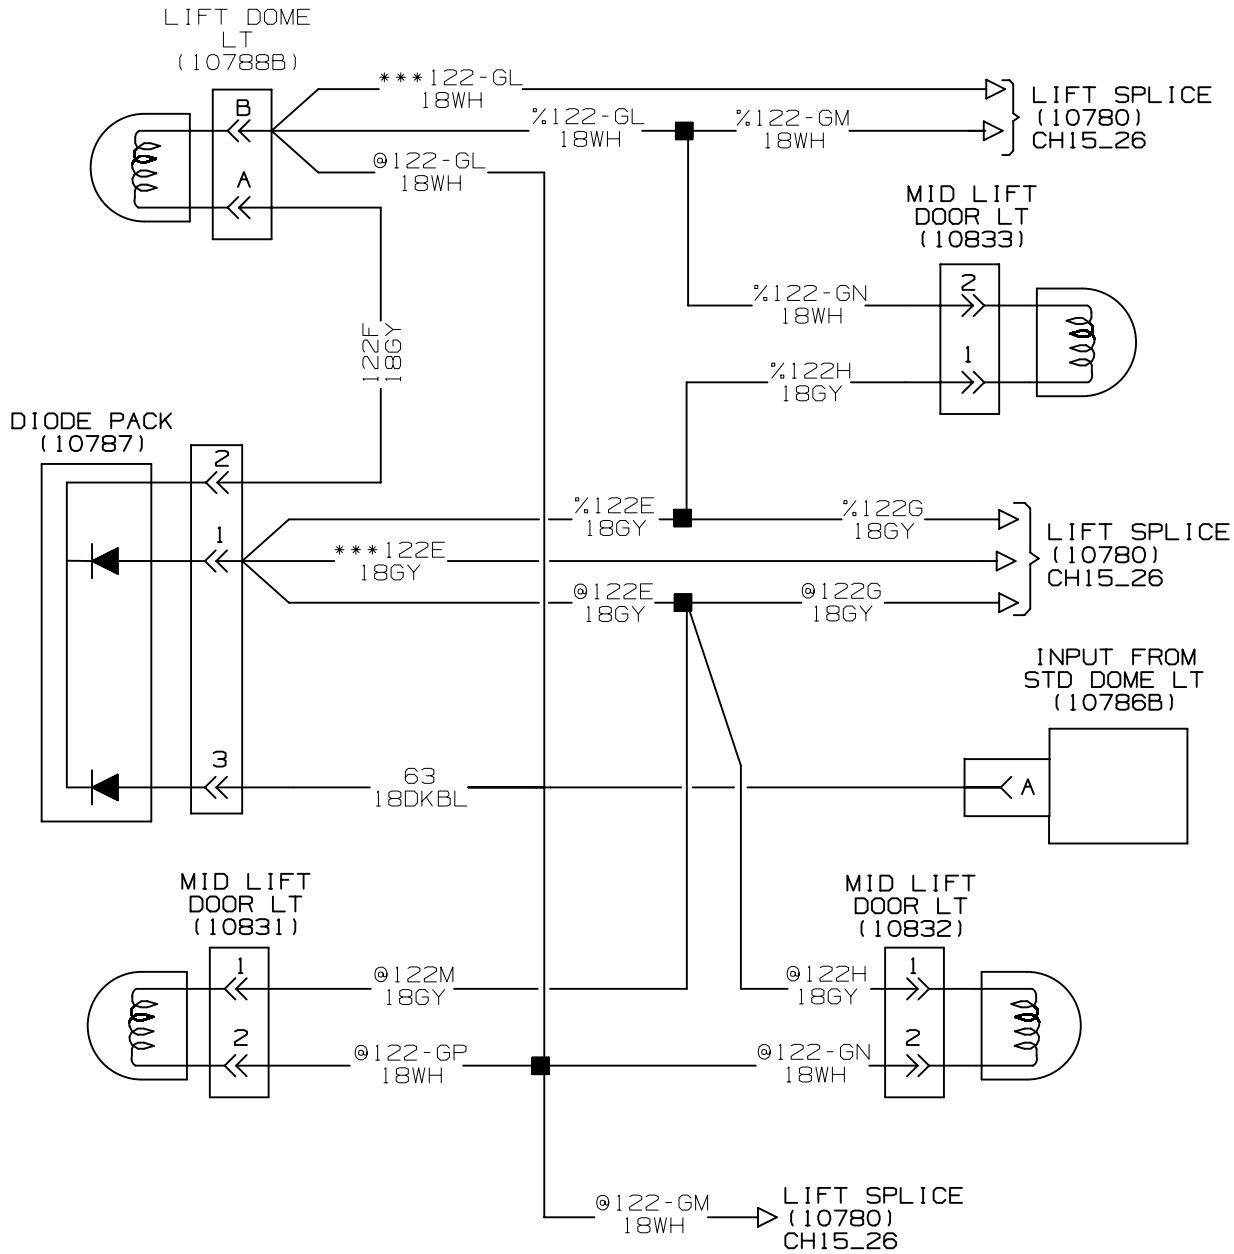 LIFT DOME
LT
(10788B)
B
A
***122-GL
18WH
%122-GL
18WH
%122-GM
18WH
@122-GL
18WH
LIFT SPLICE
(10780)
CH15_26
MID LIFT
DOOR LT
(10833)
2
1
%122-GN
18WH
%122H
18GY
122F
18GY
DIODE PACK
(10787)
2
1
3
%122E
18GY
%122G
18GY
***122E
18GY
@122E
18GY
@122G
18GY
LIFT SPLICE
(10780)
CH15_26
INPUT FROM
STD DOME LT
(10786B)
A
63
18DKBL
MID LIFT
DOOR LT
(10831)
1
2
@122M
18GY
@122-GP
18WH
MID LIFT
DOOR LT
(10832)
1
2
@122H
18GY
@122-GN
18WH
@122-GM
18WH
LIFT SPLICE
(10780)
CH15_26